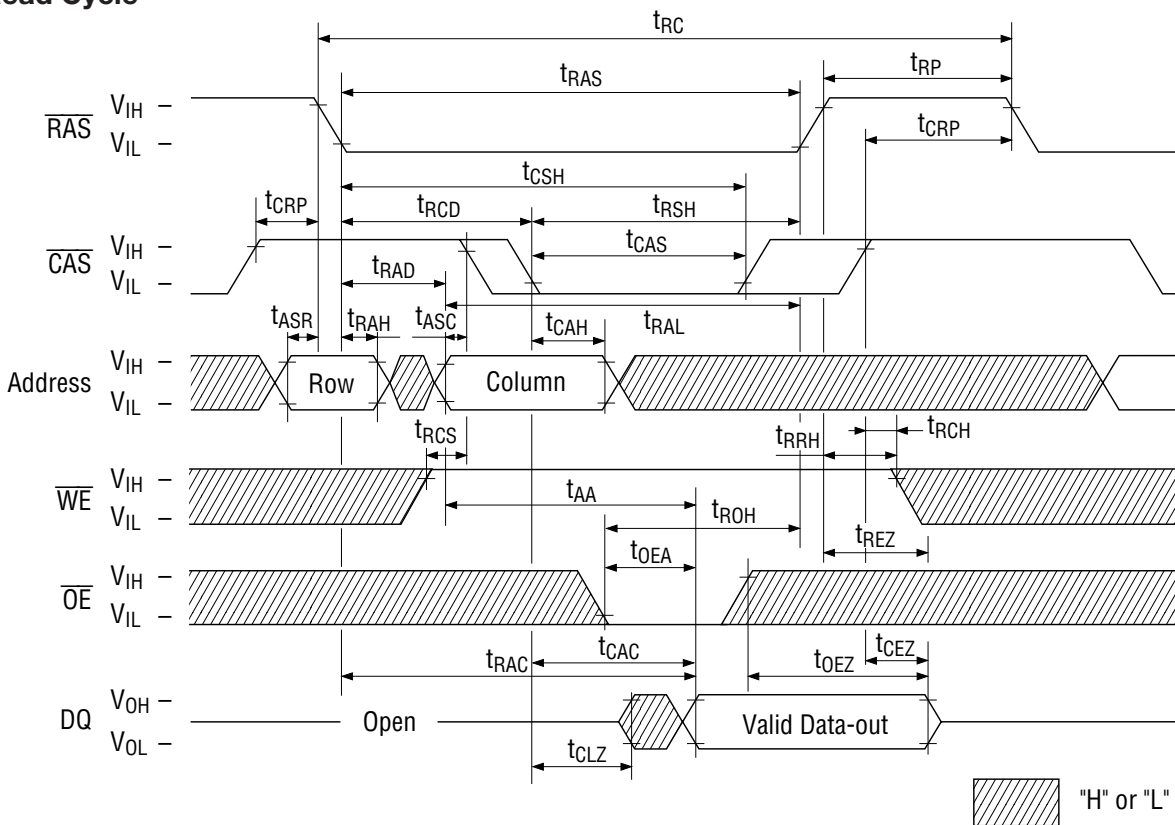 Read Cycle
tRC
tRAS
tRP
RAS
VIH
VIL
tCRP
tCSH
tCRP
tRCD
tRSH
CAS
VIH
VIL
tCAS
tRAD
tRAL
tASR
tRAH
tASC
tCAH
Address
VIH
VIL
Row
Column
tRCS
tRRH
tRCH
WE
VIH
VIL
tAA
tROH
tREZ
tOEA
OE
VIH
VIL
tRAC
tCAC
tOEZ
tCEZ
DQ
VOH
VOL
Open
Valid Data-out
tCLZ
"H" or "L"